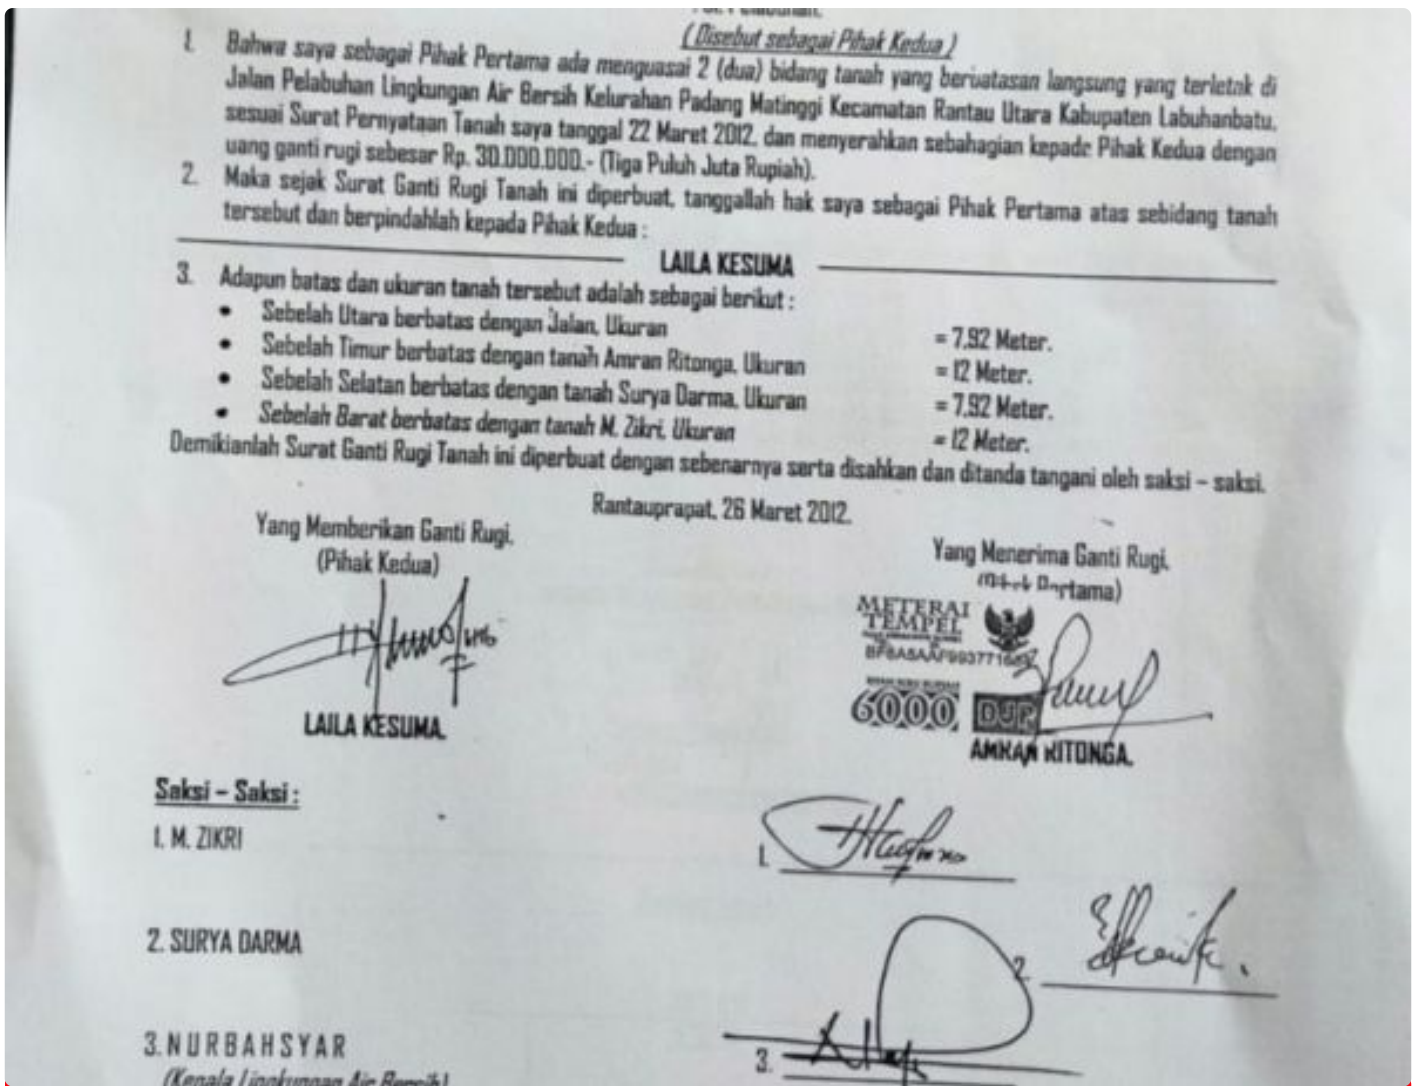 ( Disebut sebagai Pihak Kedua )
1. Bahwa saya sebagai Pihak Pertama ada menguasai 2 (dua) bidang tanah yang berwatasan langsung yang terletak di
Jalan Pelabuhan Lingkungan Air Bersih Kelurahan Padang Matinggi Kecamatan Rantau Utara Kabupaten Labuhanbatu,
sesuai Surat Pernyataan Tanah saya tanggal 22 Maret 2012, dan menyerahkan sebahagian kepada Pihak Kedua dengan
uang ganti rugi sebesar Rp. 30.000.000.- (Tiga Puluh Juta Rupiah).
2. Maka sejak Surat Ganti Rugi Tanah ini diperbuat, tanggallah hak saya sebagai Pihak Pertama atas sebidang tanah
tersebut dan berpindahlah kepada Pihak Kedua :
LAILA KESUMA
3. Adapun batas dan ukuran tanah tersebut adalah sebagai berikut :
• Sebelah Utara berbatas dengan Jalan, Ukuran = 7,92 Meter.
• Sebelah Timur berbatas dengan tanah Amran Ritonga, Ukuran = 12 Meter.
• Sebelah Selatan berbatas dengan tanah Surya Darma, Ukuran = 7,92 Meter.
• Sebelah Barat berbatas dengan tanah M. Zikri, Ukuran = 12 Meter.
Demikianlah Surat Ganti Rugi Tanah ini diperbuat dengan sebenarnya serta disahkan dan ditanda tangani oleh saksi – saksi.
Rantauprapat, 26 Maret 2012.
Yang Memberikan Ganti Rugi,
(Pihak Kedua)
Yang Menerima Ganti Rugi,
Pertama)
METERAI
TEMPEL
6000 DJP
LAILA KESUMA.
AMRAN RITONGA.
Saksi – Saksi :
1. M. ZIKRI
1.
2. SURYA DARMA
2.
3. NURBAHSYAR
3.
(Kepala Lingkungan Air Bersih)